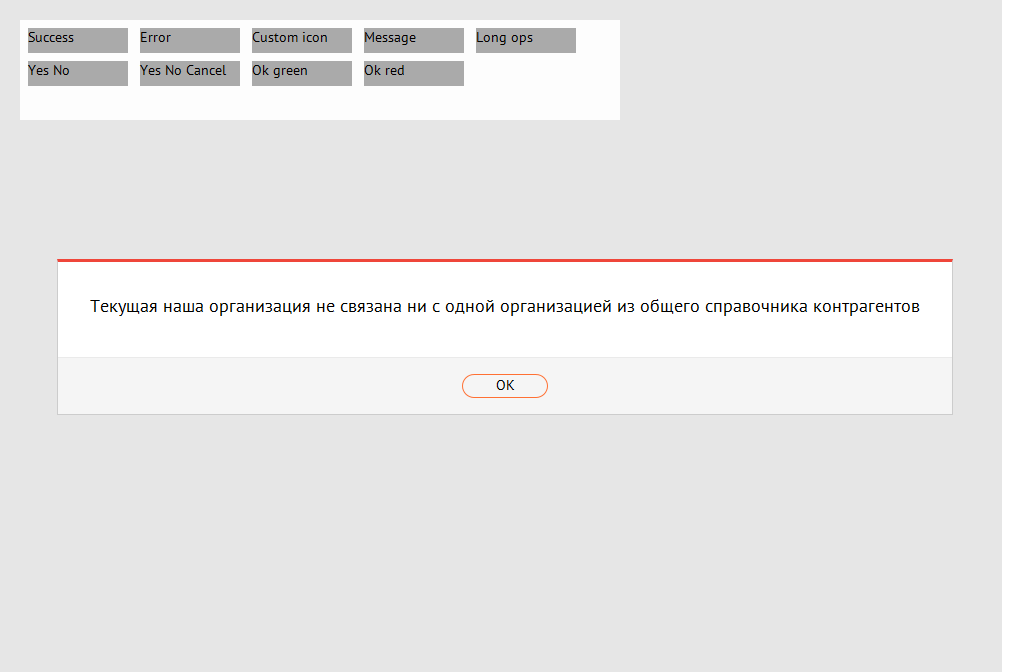 Success Error Custom icon Message Long ops
Yes No Yes No Cancel Ok green Ok red
Текущая наша организация не связана ни с одной организацией из общего справочника контрагентов
OK